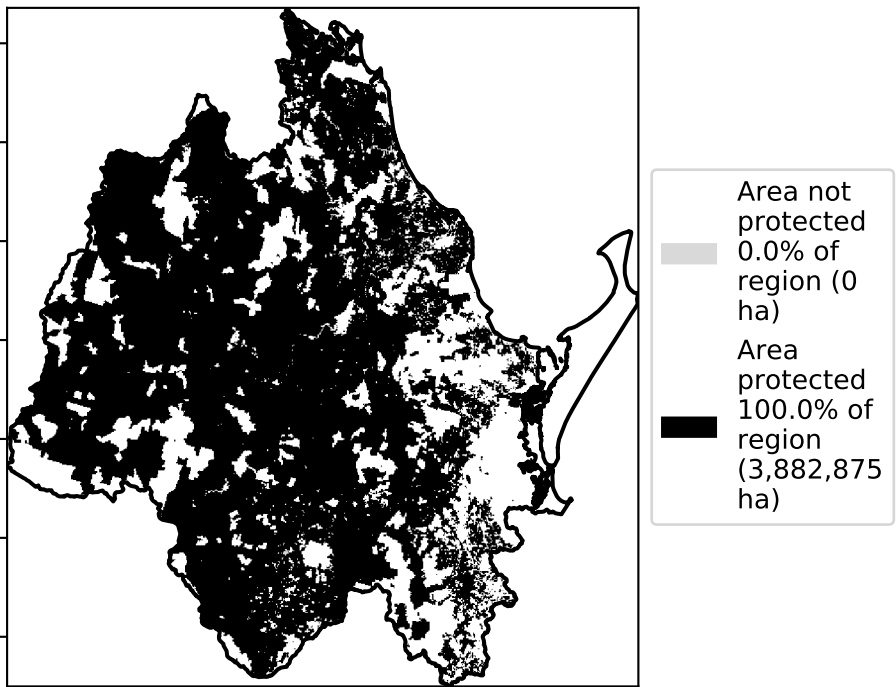 Area not
protected
0.0% of
region (0
ha)
Area
protected
100.0% of
region
(3,882,875
ha)